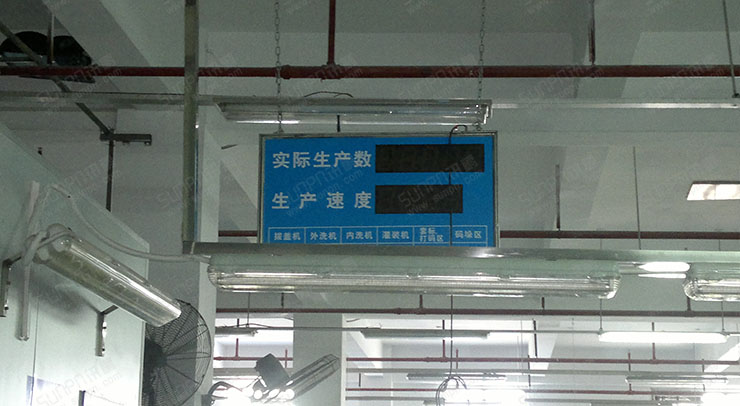 实际生产数
生产速度
拔盖机 外洗机 内洗机 灌装机 套标 打码区 码垛区